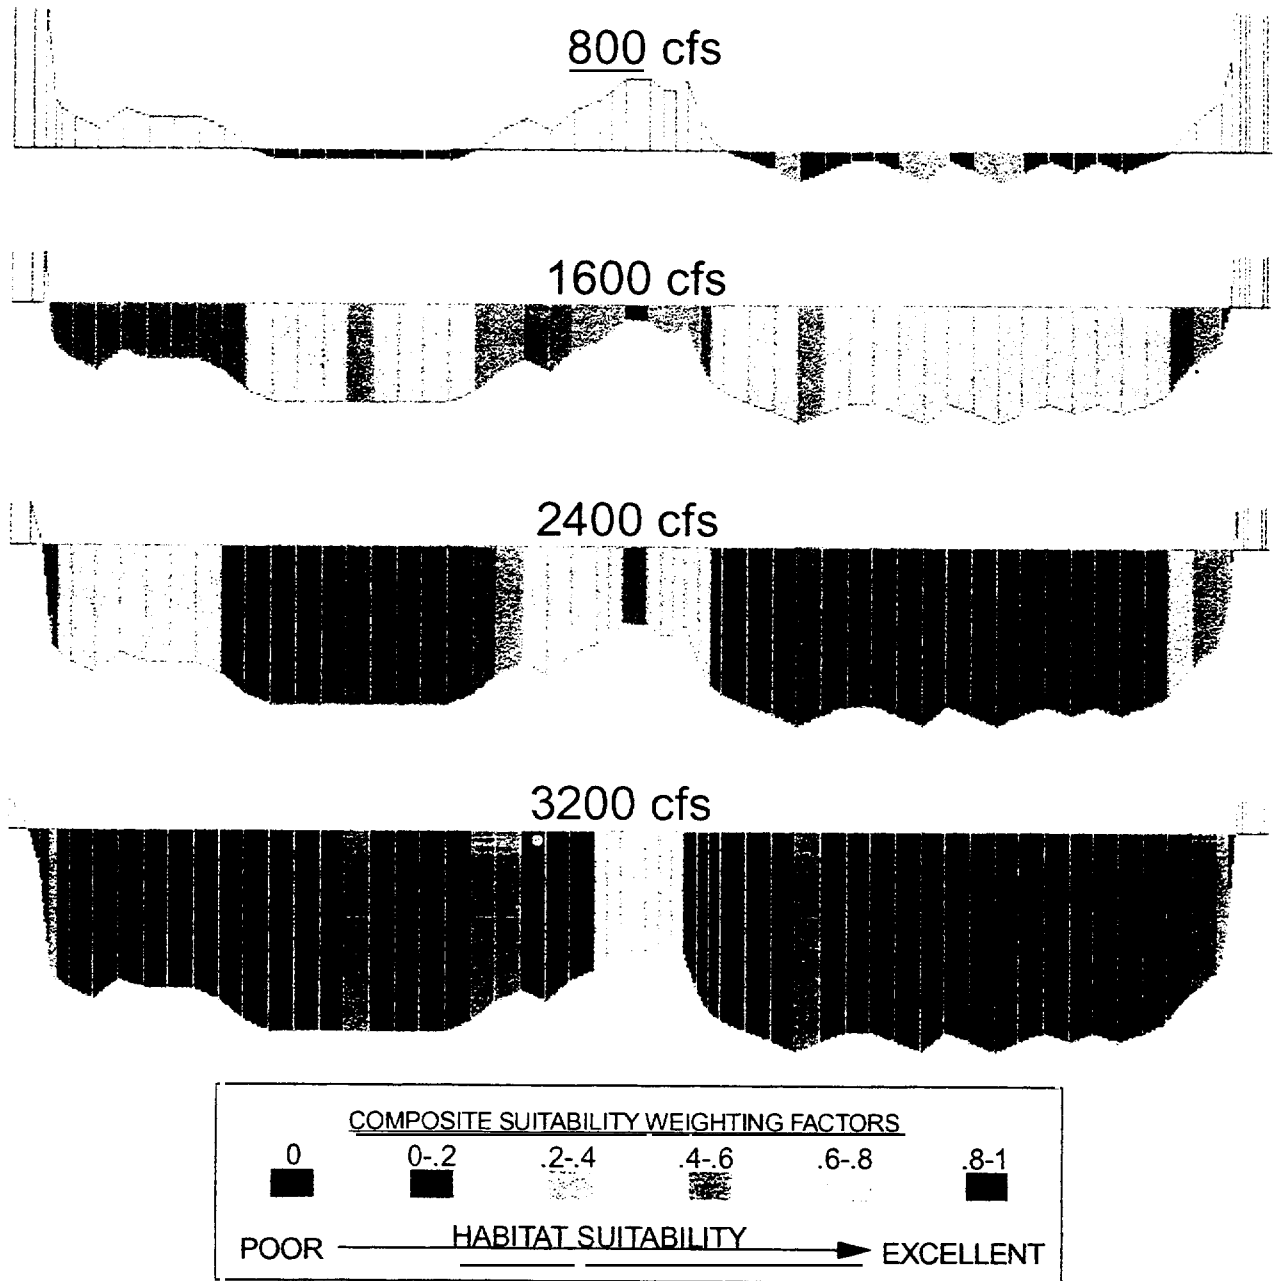 800 cfs
1600 cfs
2400 cfs
3200 cfs
COMPOSITE SUITABILITY WEIGHTING FACTORS
0 0-.2 .2-.4 .4-.6 .6-.8 .8-1
HABITAT SUITABILITY
POOR EXCELLENT